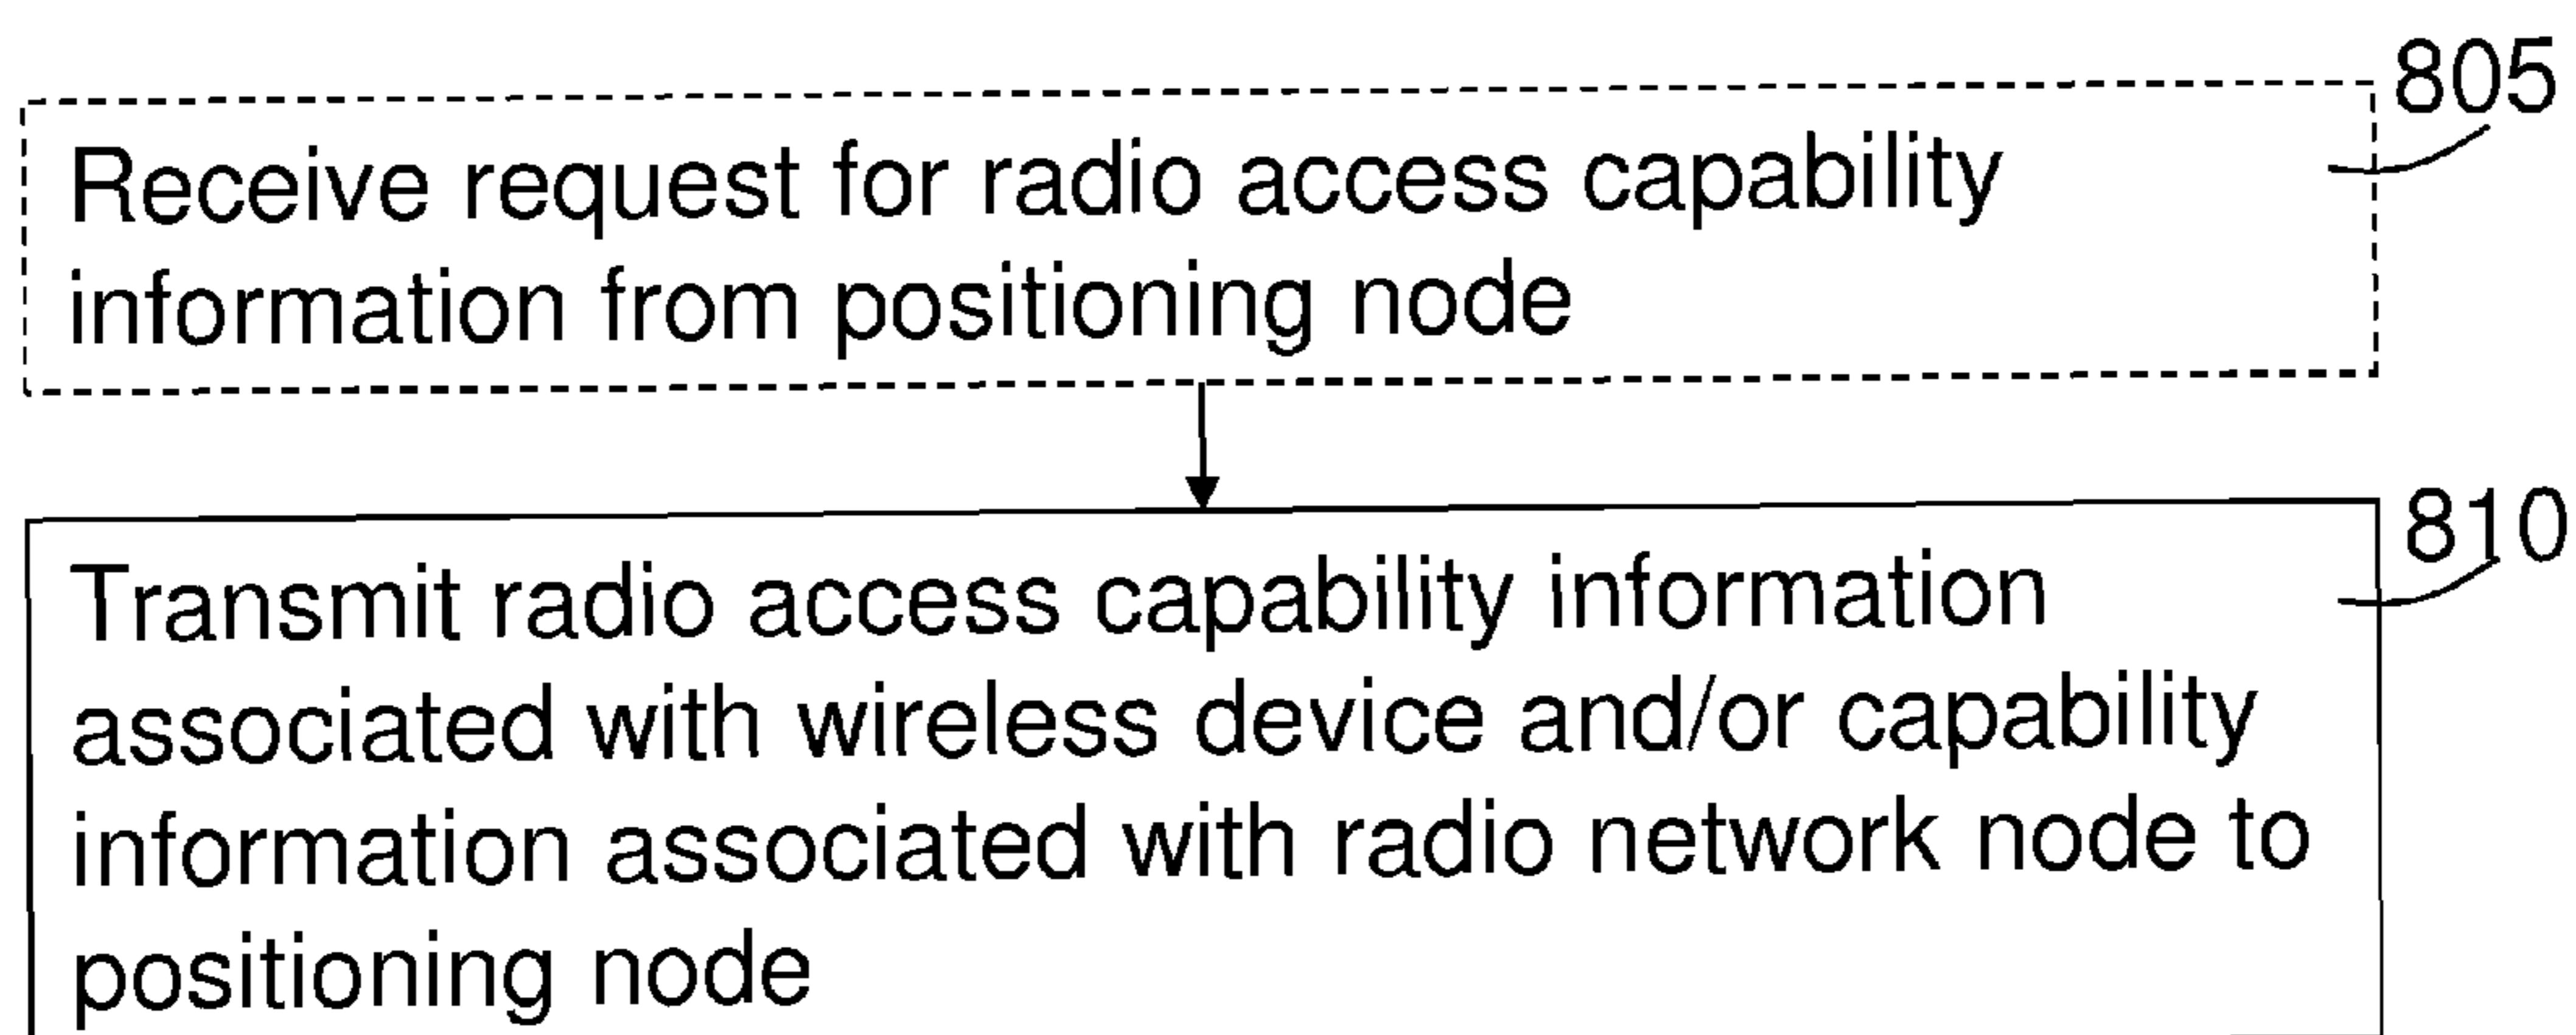 805
Receive request for radio access capability
information from positioning node
810
Transmit radio access capability information
associated with wireless device and/or capability
information associated with radio network node to
positioning node